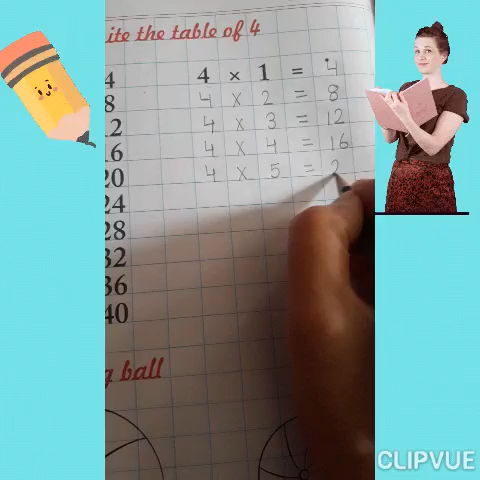 ite the table of 4
4 4 × 1 = 4
8 4 × 2 = 8
12 4 × 3 = 12
16 4 × 4 = 16
20 4 × 5 = 2
24
28
32
36
40
g ball
CLIPVUE